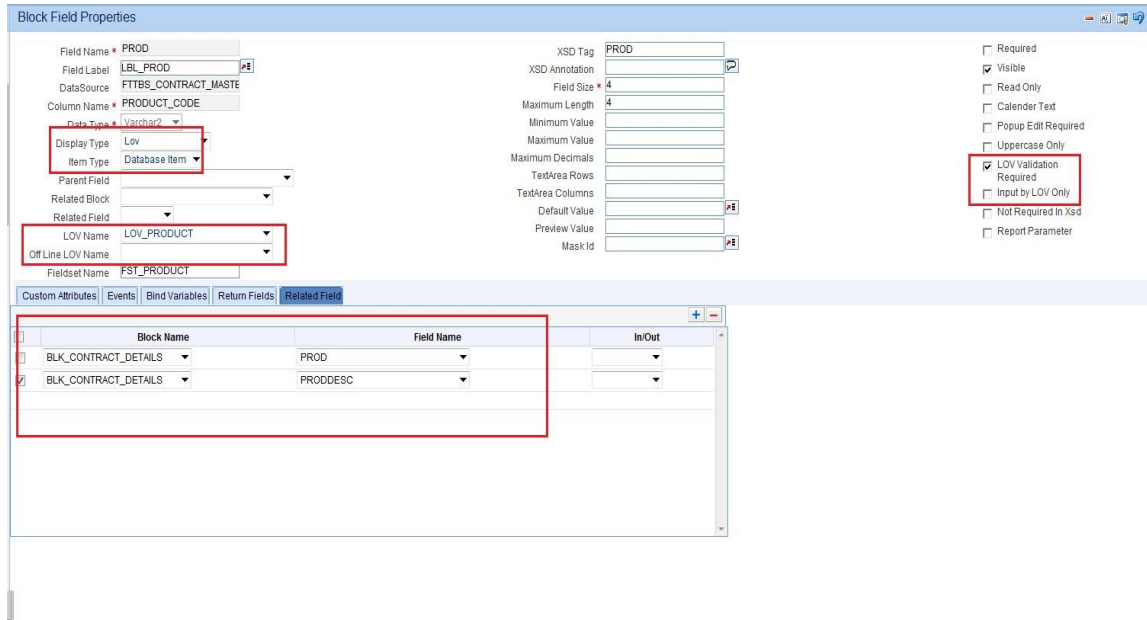 Block Field Properties
Field Name * PROD
Field Label LBL_PROD
DataSource FTTBS_CONTRACT_MASTE
Column Name * PRODUCT_CODE
Data Type * Varchar2
Display Type Lov
Item Type Database Item
Parent Field
Related Block
Related Field
LOV Name LOV_PRODUCT
Off Line LOV Name
Fieldset Name FST_PRODUCT
XSD Tag PROD
XSD Annotation
Field Size * 4
Maximum Length 4
Minimum Value
Maximum Value
Maximum Decimals
TextArea Rows
TextArea Columns
Default Value
Preview Value
Mask Id
Required
Visible
Read Only
Calender Text
Popup Edit Required
Uppercase Only
LOV Validation
Required
Input by LOV Only
Not Required In Xsd
Report Parameter
Custom Attributes Events Bind Variables Return Fields Related Field
Block Name Field Name In/Out
BLK_CONTRACT_DETAILS PROD
BLK_CONTRACT_DETAILS PRODDESC